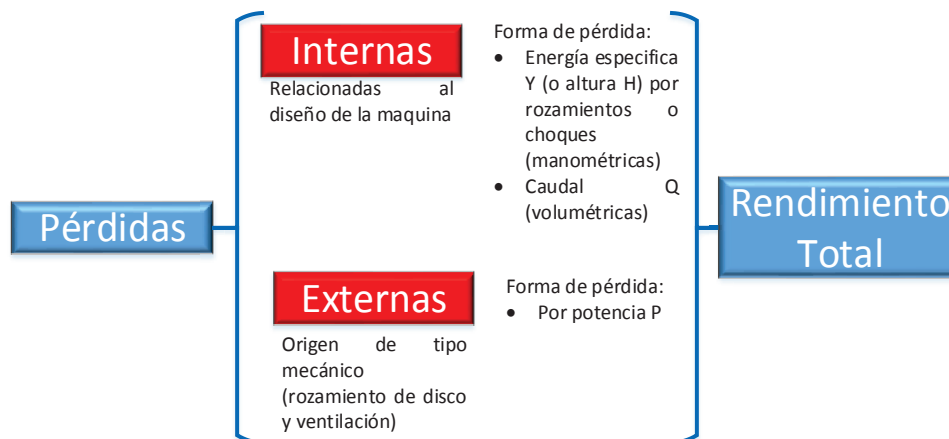 Pérdidas
Internas
Relacionadas al
diseño de la maquina
Forma de pérdida:
• Energía especifica
Y (o altura H) por
rozamientos o
choques
(manométricas)
• Caudal Q
(volumétricas)
Externas
Origen de tipo
mecánico
(rozamiento de disco
y ventilación)
Forma de pérdida:
• Por potencia P
Rendimiento
Total